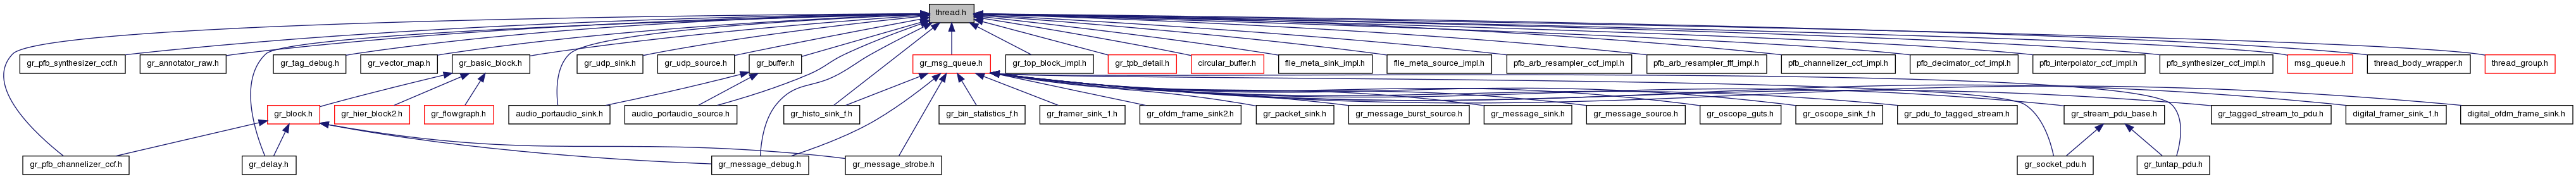 thread.h
gr_pfb_synthesizer_ccf.h
gr_annotator_raw.h
gr_tag_debug.h
gr_vector_map.h
gr_basic_block.h
gr_udp_sink.h
gr_udp_source.h
gr_buffer.h
gr_msg_queue.h
gr_top_block_impl.h
gr_tpb_detail.h
circular_buffer.h
file_meta_sink_impl.h
file_meta_source_impl.h
pfb_arb_resampler_ccf_impl.h
pfb_arb_resampler_fff_impl.h
pfb_channelizer_ccf_impl.h
pfb_decimator_ccf_impl.h
pfb_interpolator_ccf_impl.h
pfb_synthesizer_ccf_impl.h
msg_queue.h
thread_body_wrapper.h
thread_group.h
gr_block.h
gr_hier_block2.h
gr_flowgraph.h
audio_portaudio_sink.h
audio_portaudio_source.h
gr_histo_sink_f.h
gr_bin_statistics_f.h
gr_framer_sink_1.h
gr_ofdm_frame_sink2.h
gr_packet_sink.h
gr_message_burst_source.h
gr_message_sink.h
gr_message_source.h
gr_oscope_guts.h
gr_oscope_sink_f.h
gr_pdu_to_tagged_stream.h
gr_stream_pdu_base.h
gr_tagged_stream_to_pdu.h
digital_framer_sink_1.h
digital_ofdm_frame_sink.h
gr_pfb_channelizer_ccf.h
gr_delay.h
gr_message_debug.h
gr_message_strobe.h
gr_socket_pdu.h
gr_tuntap_pdu.h